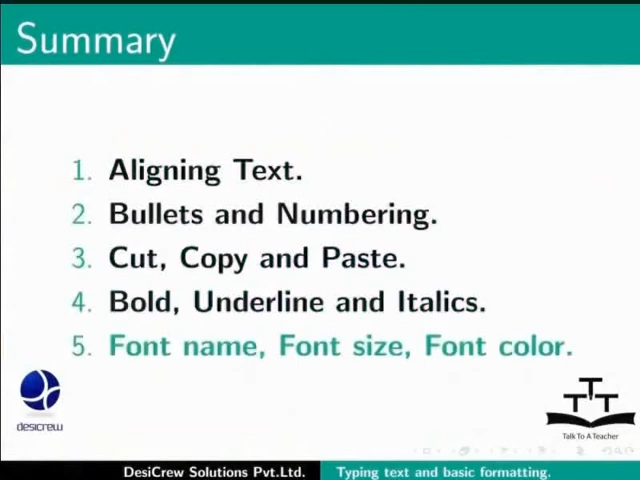 Summary
1. Aligning Text.
2. Bullets and Numbering.
3. Cut, Copy and Paste.
4. Bold, Underline and Italics.
5. Font name, Font size, Font color.
desicrew
TTT
Talk To A Teacher
DesiCrew Solutions Pvt.Ltd.
Typing text and basic formatting.